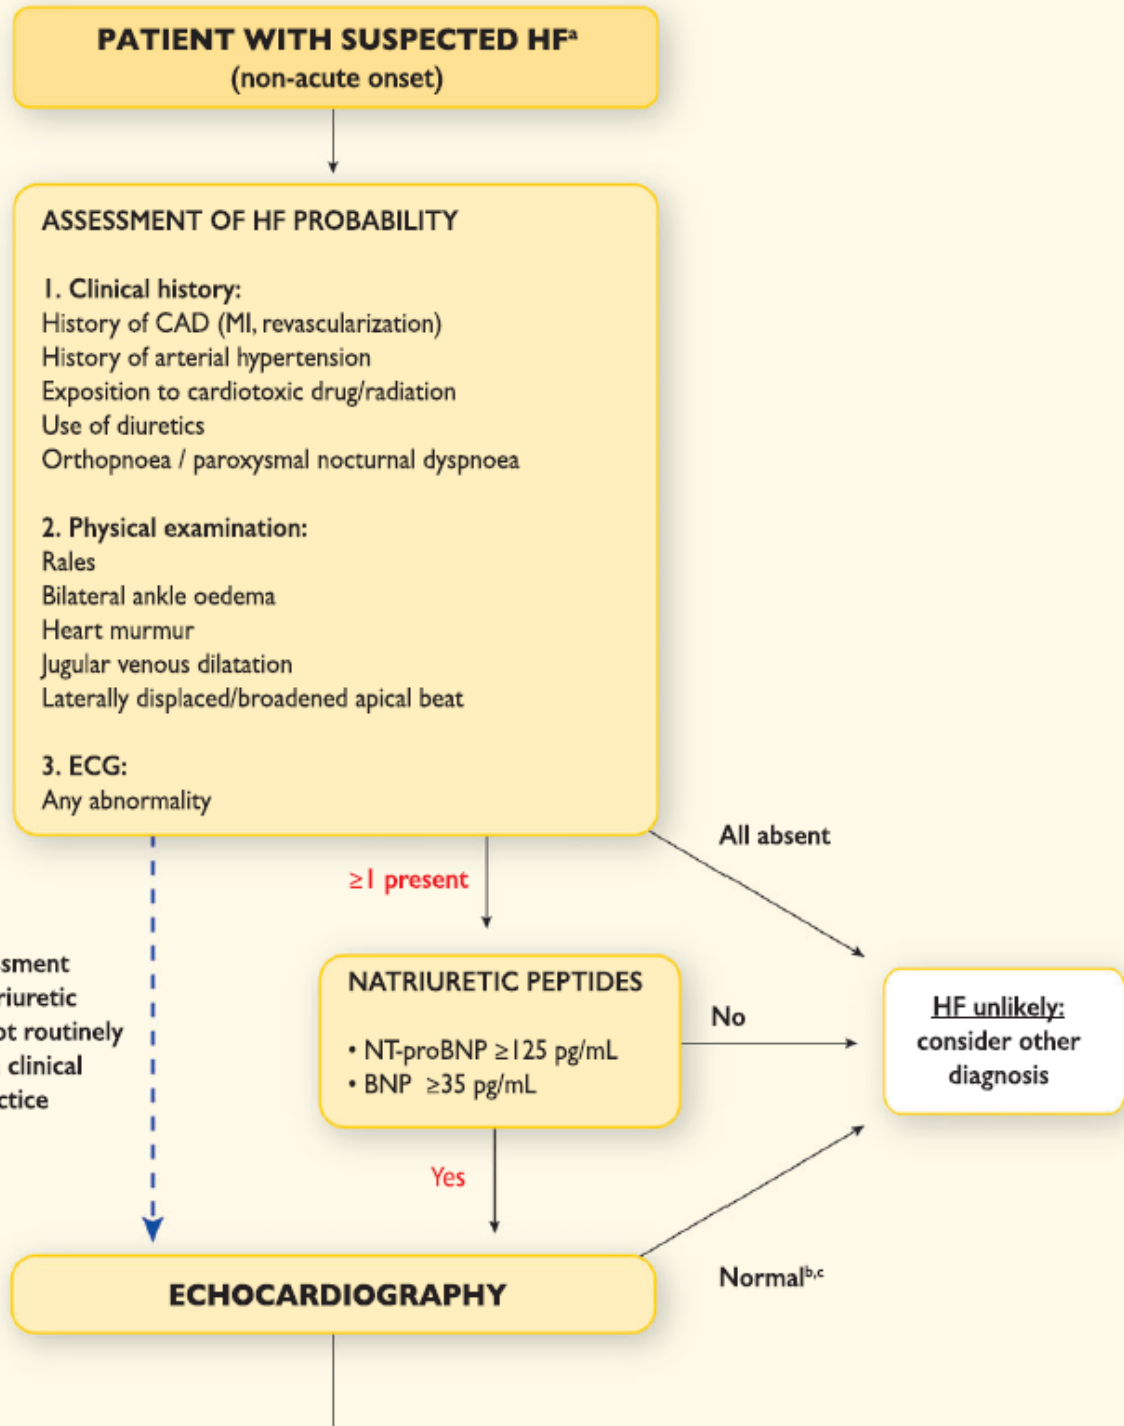 PATIENT WITH SUSPECTED HFᵃ
(non-acute onset)
ASSESSMENT OF HF PROBABILITY
1. Clinical history:
History of CAD (MI, revascularization)
History of arterial hypertension
Exposition to cardiotoxic drug/radiation
Use of diuretics
Orthopnoea / paroxysmal nocturnal dyspnoea
2. Physical examination:
Rales
Bilateral ankle oedema
Heart murmur
Jugular venous dilatation
Laterally displaced/broadened apical beat
3. ECG:
Any abnormality
All absent
≥1 present
ssment
riuretic
ot routinely
clinical
ctice
NATRIURETIC PEPTIDES
• NT-proBNP ≥125 pg/mL
• BNP ≥35 pg/mL
No
HF unlikely:
consider other
diagnosis
Yes
ECHOCARDIOGRAPHY
Normalᵇ,ᶜ